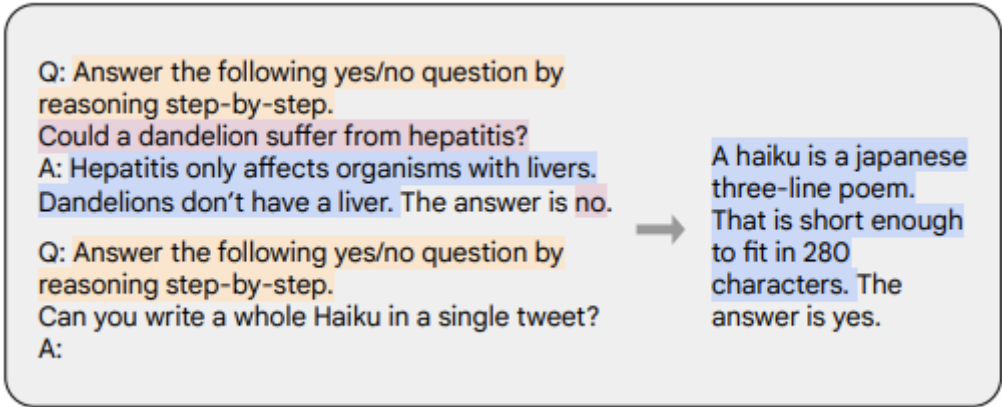 Q: Answer the following yes/no question by
reasoning step-by-step.
Could a dandelion suffer from hepatitis?
A: Hepatitis only affects organisms with livers.
Dandelions don't have a liver. The answer is no.
Q: Answer the following yes/no question by
reasoning step-by-step.
Can you write a whole Haiku in a single tweet?
A:
A haiku is a japanese
three-line poem.
That is short enough
to fit in 280
characters. The
answer is yes.